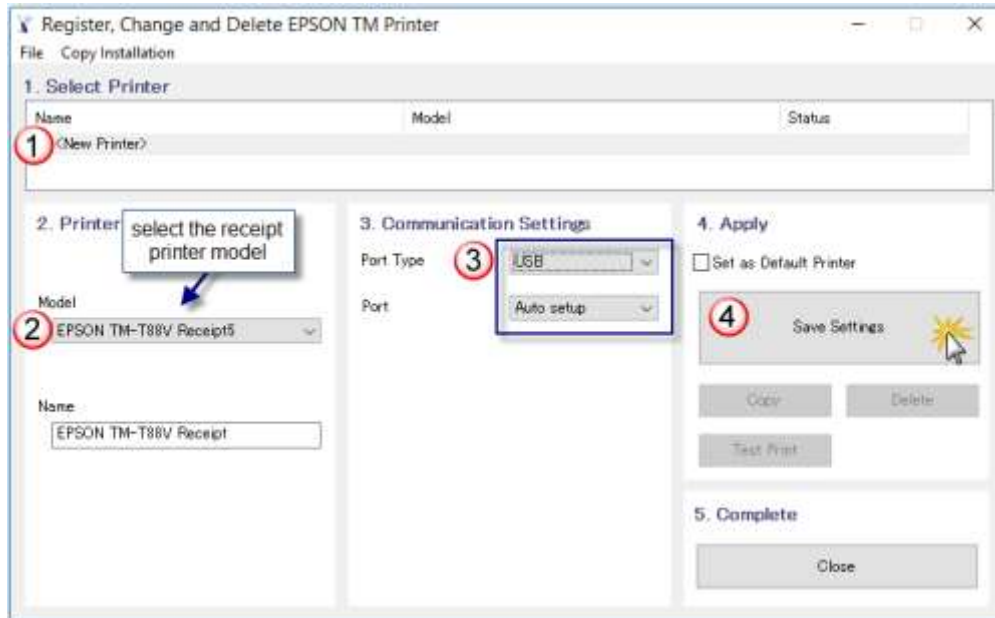 Register, Change and Delete EPSON TM Printer
File Copy Installation
1. Select Printer
Name Model Status
1 <New Printer>
2. Printer
select the receipt
printer model
Model
2 EPSON TM-T88V Receipt5
Name
EPSON TM-T88V Receipt
3. Communication Settings
Port Type 3 USB
Port Auto setup
4. Apply
Set as Default Printer
4 Save Settings
Copy Delete
Test Print
5. Complete
Close